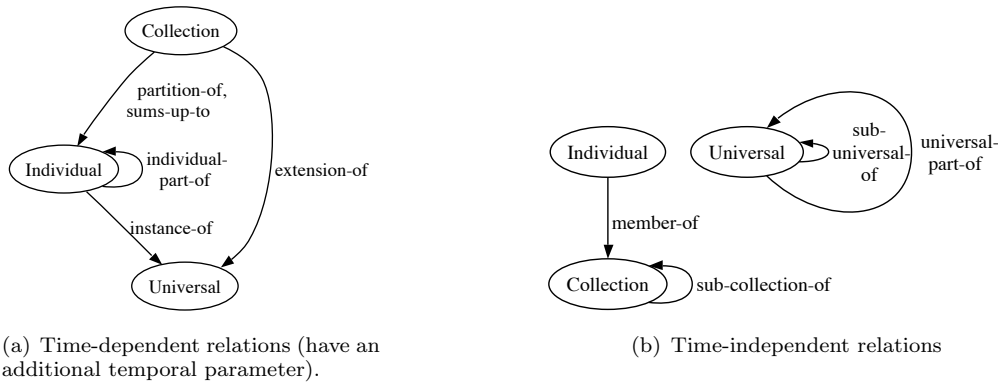 Collection
partition-of,
sums-up-to
Individual
individual-
part-of
extension-of
instance-of
Universal
(a) Time-dependent relations (have an
additional temporal parameter).
Individual
Universal
sub-
universal-
of
universal-
part-of
member-of
Collection
sub-collection-of
(b) Time-independent relations